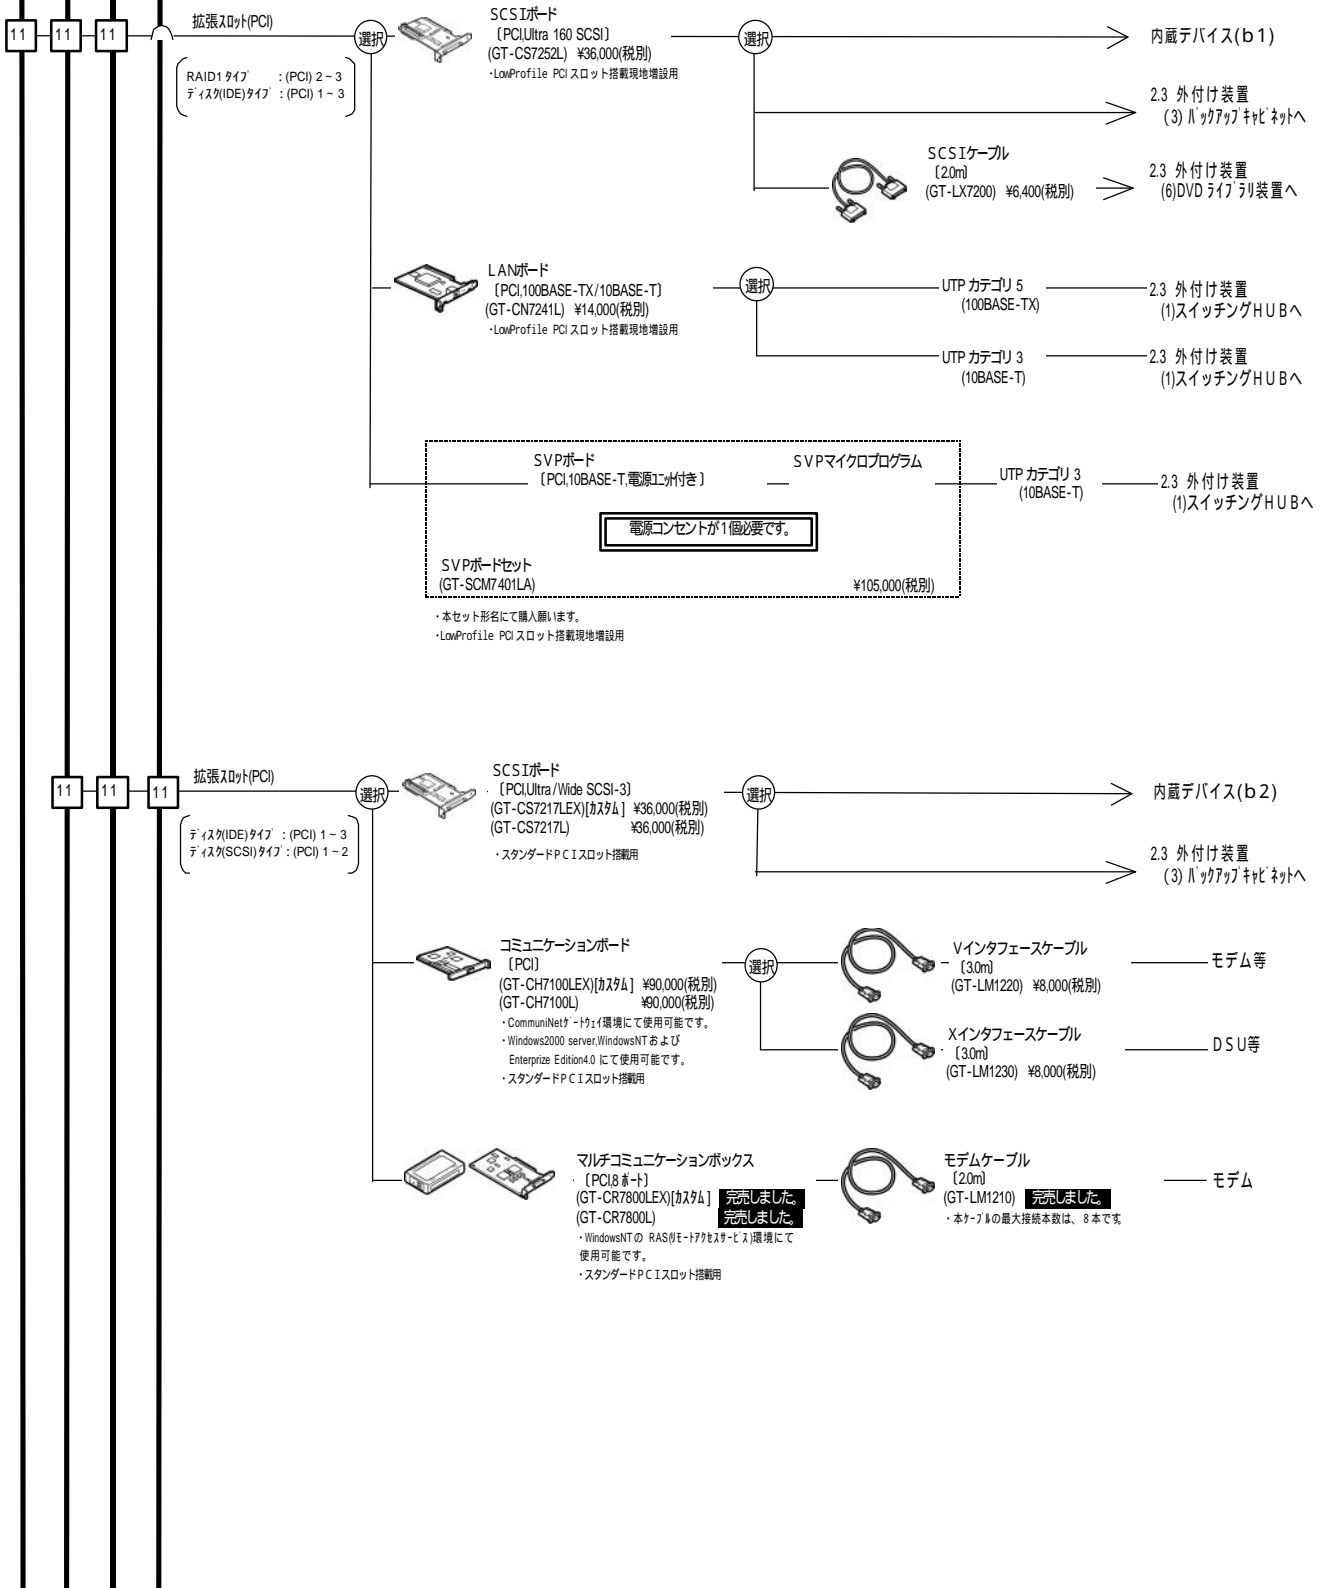 11
11
11
拡張スロット(PCI)
RAID1 タイプ : (PCI) 2~3
ディスク(IDE)タイプ : (PCI) 1~3
選択
SCSIボード
〔PCI,Ultra 160 SCSI〕
(GT-CS7252L) ¥36,000(税別)
・LowProfile PCI スロット搭載現地増設用
選択
内蔵デバイス(b1)
2.3 外付け装置
(3) バックアップキャビネットへ
SCSIケーブル
〔2.0m〕
(GT-LX7200) ¥6,400(税別)
2.3 外付け装置
(6)DVD ライブラリ装置へ
LANボード
〔PCI,100BASE-TX/10BASE-T〕
(GT-CN7241L) ¥14,000(税別)
・LowProfile PCI スロット搭載現地増設用
選択
UTP カテゴリ 5
(100BASE-TX)
2.3 外付け装置
(1)スイッチングHUBへ
UTP カテゴリ 3
(10BASE-T)
2.3 外付け装置
(1)スイッチングHUBへ
SVPボード
〔PCI,10BASE-T,電源ユニット付き〕
SVPマイクロプログラム
電源コンセントが1個必要です。
SVPボードセット
(GT-SCM7401LA) ¥105,000(税別)
UTP カテゴリ 3
(10BASE-T)
2.3 外付け装置
(1)スイッチングHUBへ
・本セット形名にて購入願います。
・LowProfile PCI スロット搭載現地増設用
11
11
11
拡張スロット(PCI)
ディスク(IDE)タイプ : (PCI) 1~3
ディスク(SCSI)タイプ : (PCI) 1~2
選択
SCSIボード
〔PCI,Ultra/Wide SCSI-3〕
(GT-CS7217LEX)[カスタム] ¥36,000(税別)
(GT-CS7217L) ¥36,000(税別)
・スタンダードPCIスロット搭載用
選択
内蔵デバイス(b2)
2.3 外付け装置
(3) バックアップキャビネットへ
コミュニケーションボード
〔PCI〕
(GT-CH7100LEX)[カスタム] ¥90,000(税別)
(GT-CH7100L) ¥90,000(税別)
・CommuniNetゲートウェイ環境にて使用可能です。
・Windows2000 server,WindowsNTおよび
Enterprize Edition4.0 にて使用可能です。
・スタンダードPCIスロット搭載用
選択
Vインタフェースケーブル
〔3.0m〕
(GT-LM1220) ¥8,000(税別)
モデム等
Xインタフェースケーブル
〔3.0m〕
(GT-LM1230) ¥8,000(税別)
DSU等
マルチコミュニケーションボックス
〔PCI,8 ポート〕
(GT-CR7800LEX)[カスタム] 完売しました。
(GT-CR7800L) 完売しました。
・WindowsNTの RAS(リモートアクセスサービス)環境にて
使用可能です。
・スタンダードPCIスロット搭載用
モデムケーブル
〔2.0m〕
(GT-LM1210) 完売しました。
・本ケーブルの最大接続本数は、8本です。
モデム